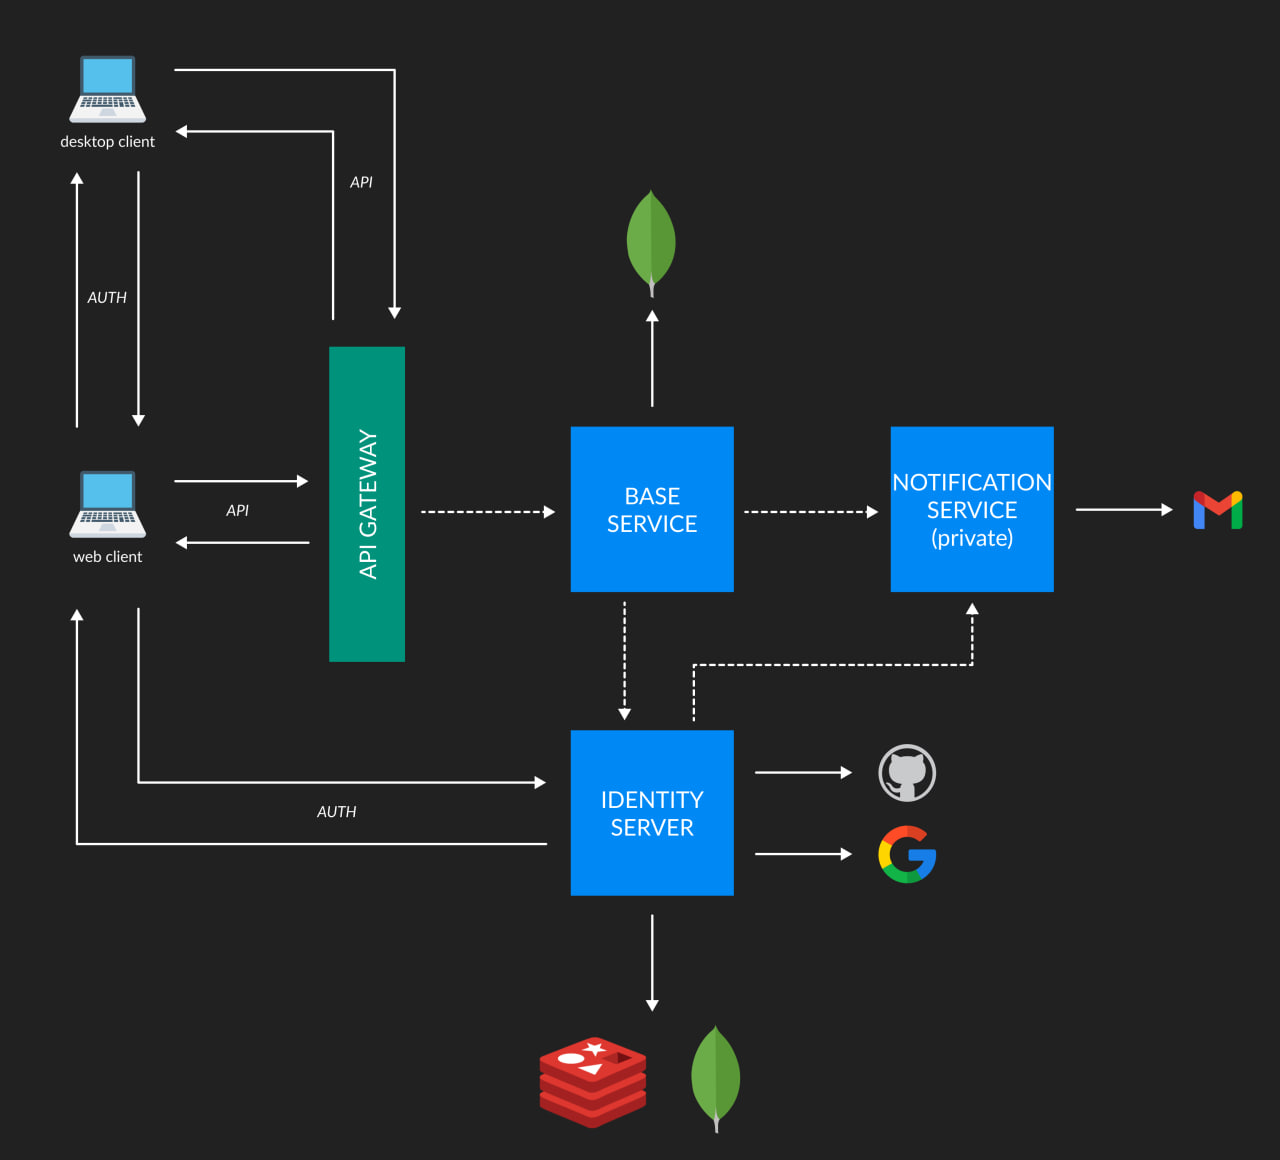 desktop client
API
AUTH
API GATEWAY
BASE
SERVICE
NOTIFICATION
SERVICE
(private)
API
web client
IDENTITY
SERVER
AUTH